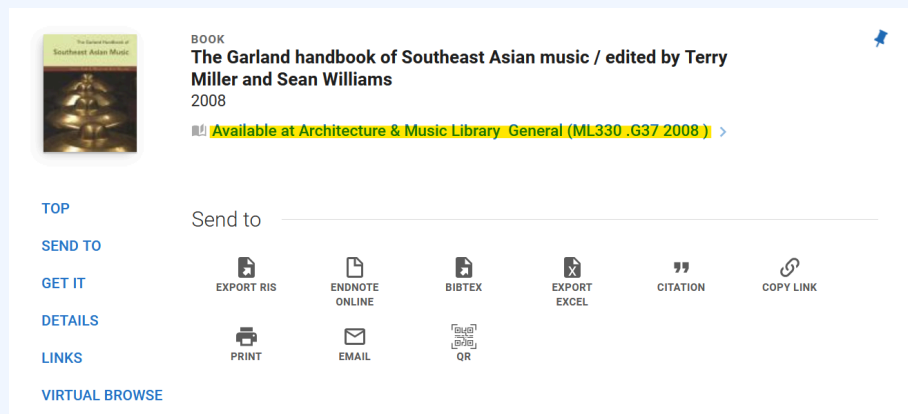 The Garland Handbook of
Southeast Asian Music
BOOK
The Garland handbook of Southeast Asian music / edited by Terry
Miller and Sean Williams
2008
Available at Architecture & Music Library  General (ML330 .G37 2008 )
TOP
SEND TO
GET IT
DETAILS
LINKS
VIRTUAL BROWSE
Send to
EXPORT RIS
ENDNOTE
ONLINE
BIBTEX
EXPORT
EXCEL
CITATION
COPY LINK
PRINT
EMAIL
QR